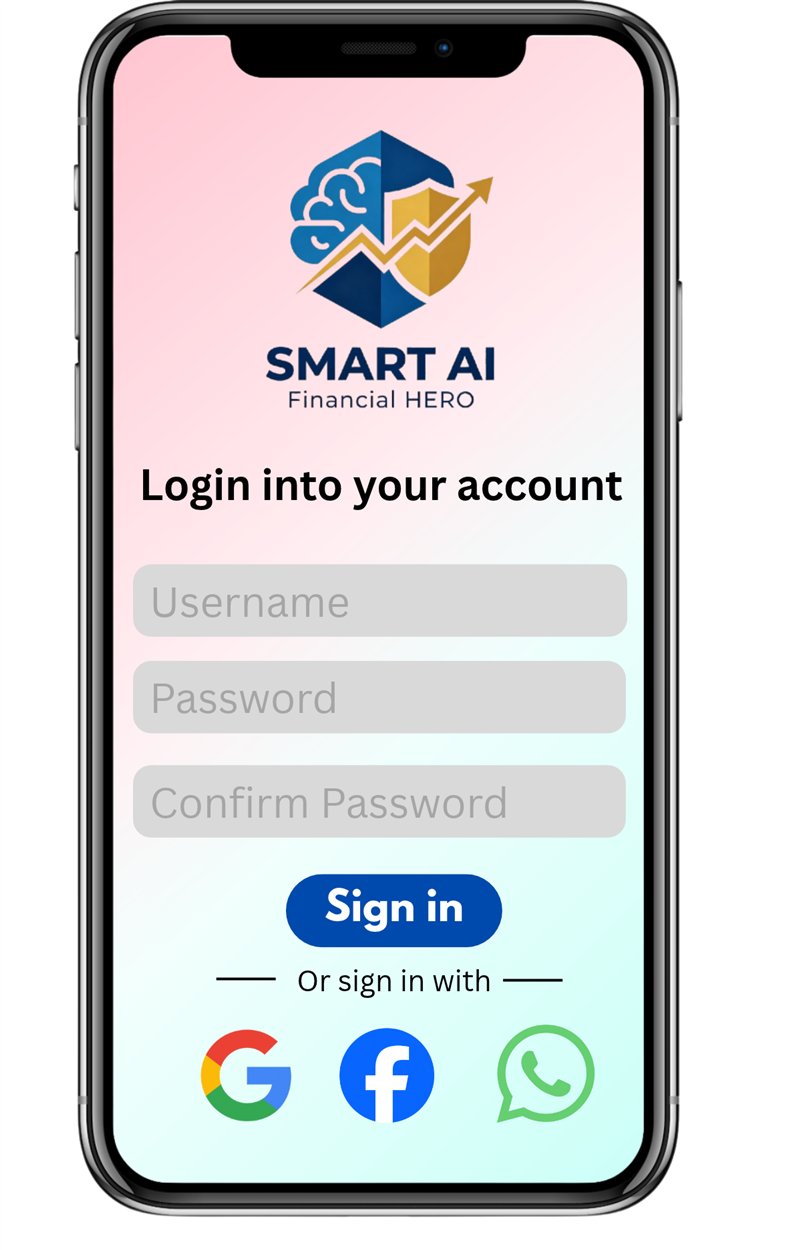 SMART AI
Financial HERO
Login into your account
Username
Password
Confirm Password
Sign in
Or sign in with